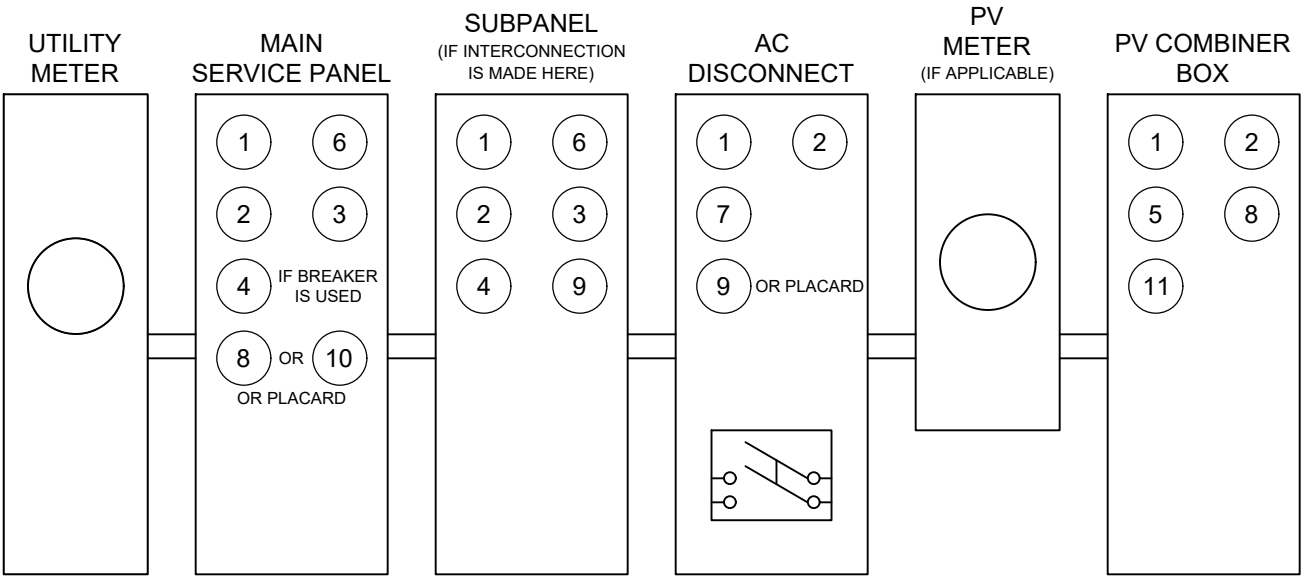 UTILITY
METER
MAIN
SERVICE PANEL
SUBPANEL
(IF INTERCONNECTION
IS MADE HERE)
AC
DISCONNECT
PV
METER
(IF APPLICABLE)
PV COMBINER
BOX
1 6
2 3
4 IF BREAKER
IS USED
8 OR 10
OR PLACARD
1 6
2 3
4 9
1 2
7
9 OR PLACARD
1 2
5 8
11